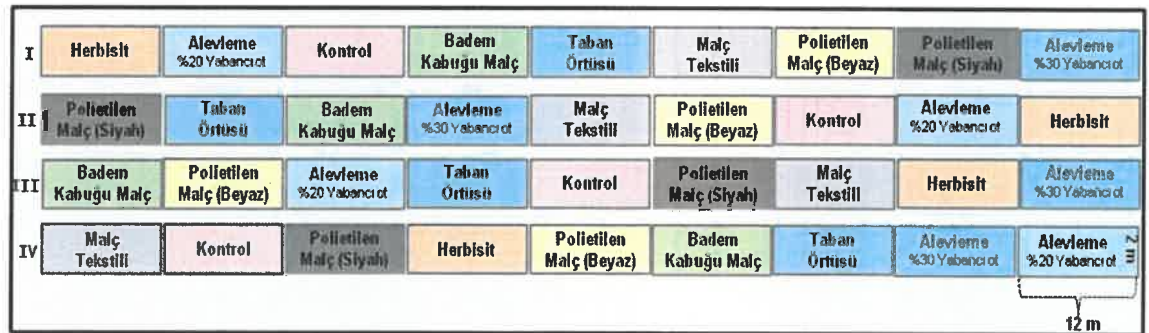 I
Herbisit
Alevleme
%20 Yabancı ot
Kontrol
Badem
Kabuğu Malç
Taban
Örtüsü
Malç
Tekstili
Polietilen
Malç (Beyaz)
Polietilen
Malç (Siyah)
Alevleme
%30 Yabancı ot
II
Polietilen
Malç (Siyah)
Taban
Örtüsü
Badem
Kabuğu Malç
Alevleme
%30 Yabancı ot
Malç
Tekstili
Polietilen
Malç (Beyaz)
Kontrol
Alevleme
%20 Yabancı ot
Herbisit
III
Badem
Kabuğu Malç
Polietilen
Malç (Beyaz)
Alevleme
%20 Yabancı ot
Taban
Örtüsü
Kontrol
Polietilen
Malç (Siyah)
Malç
Tekstili
Herbisit
Alevleme
%30 Yabancı ot
IV
Malç
Tekstili
Kontrol
Polietilen
Malç (Siyah)
Herbisit
Polietilen
Malç (Beyaz)
Badem
Kabuğu Malç
Taban
Örtüsü
Alevleme
%30 Yabancı ot
Alevleme
%20 Yabancı ot
2 m
12 m